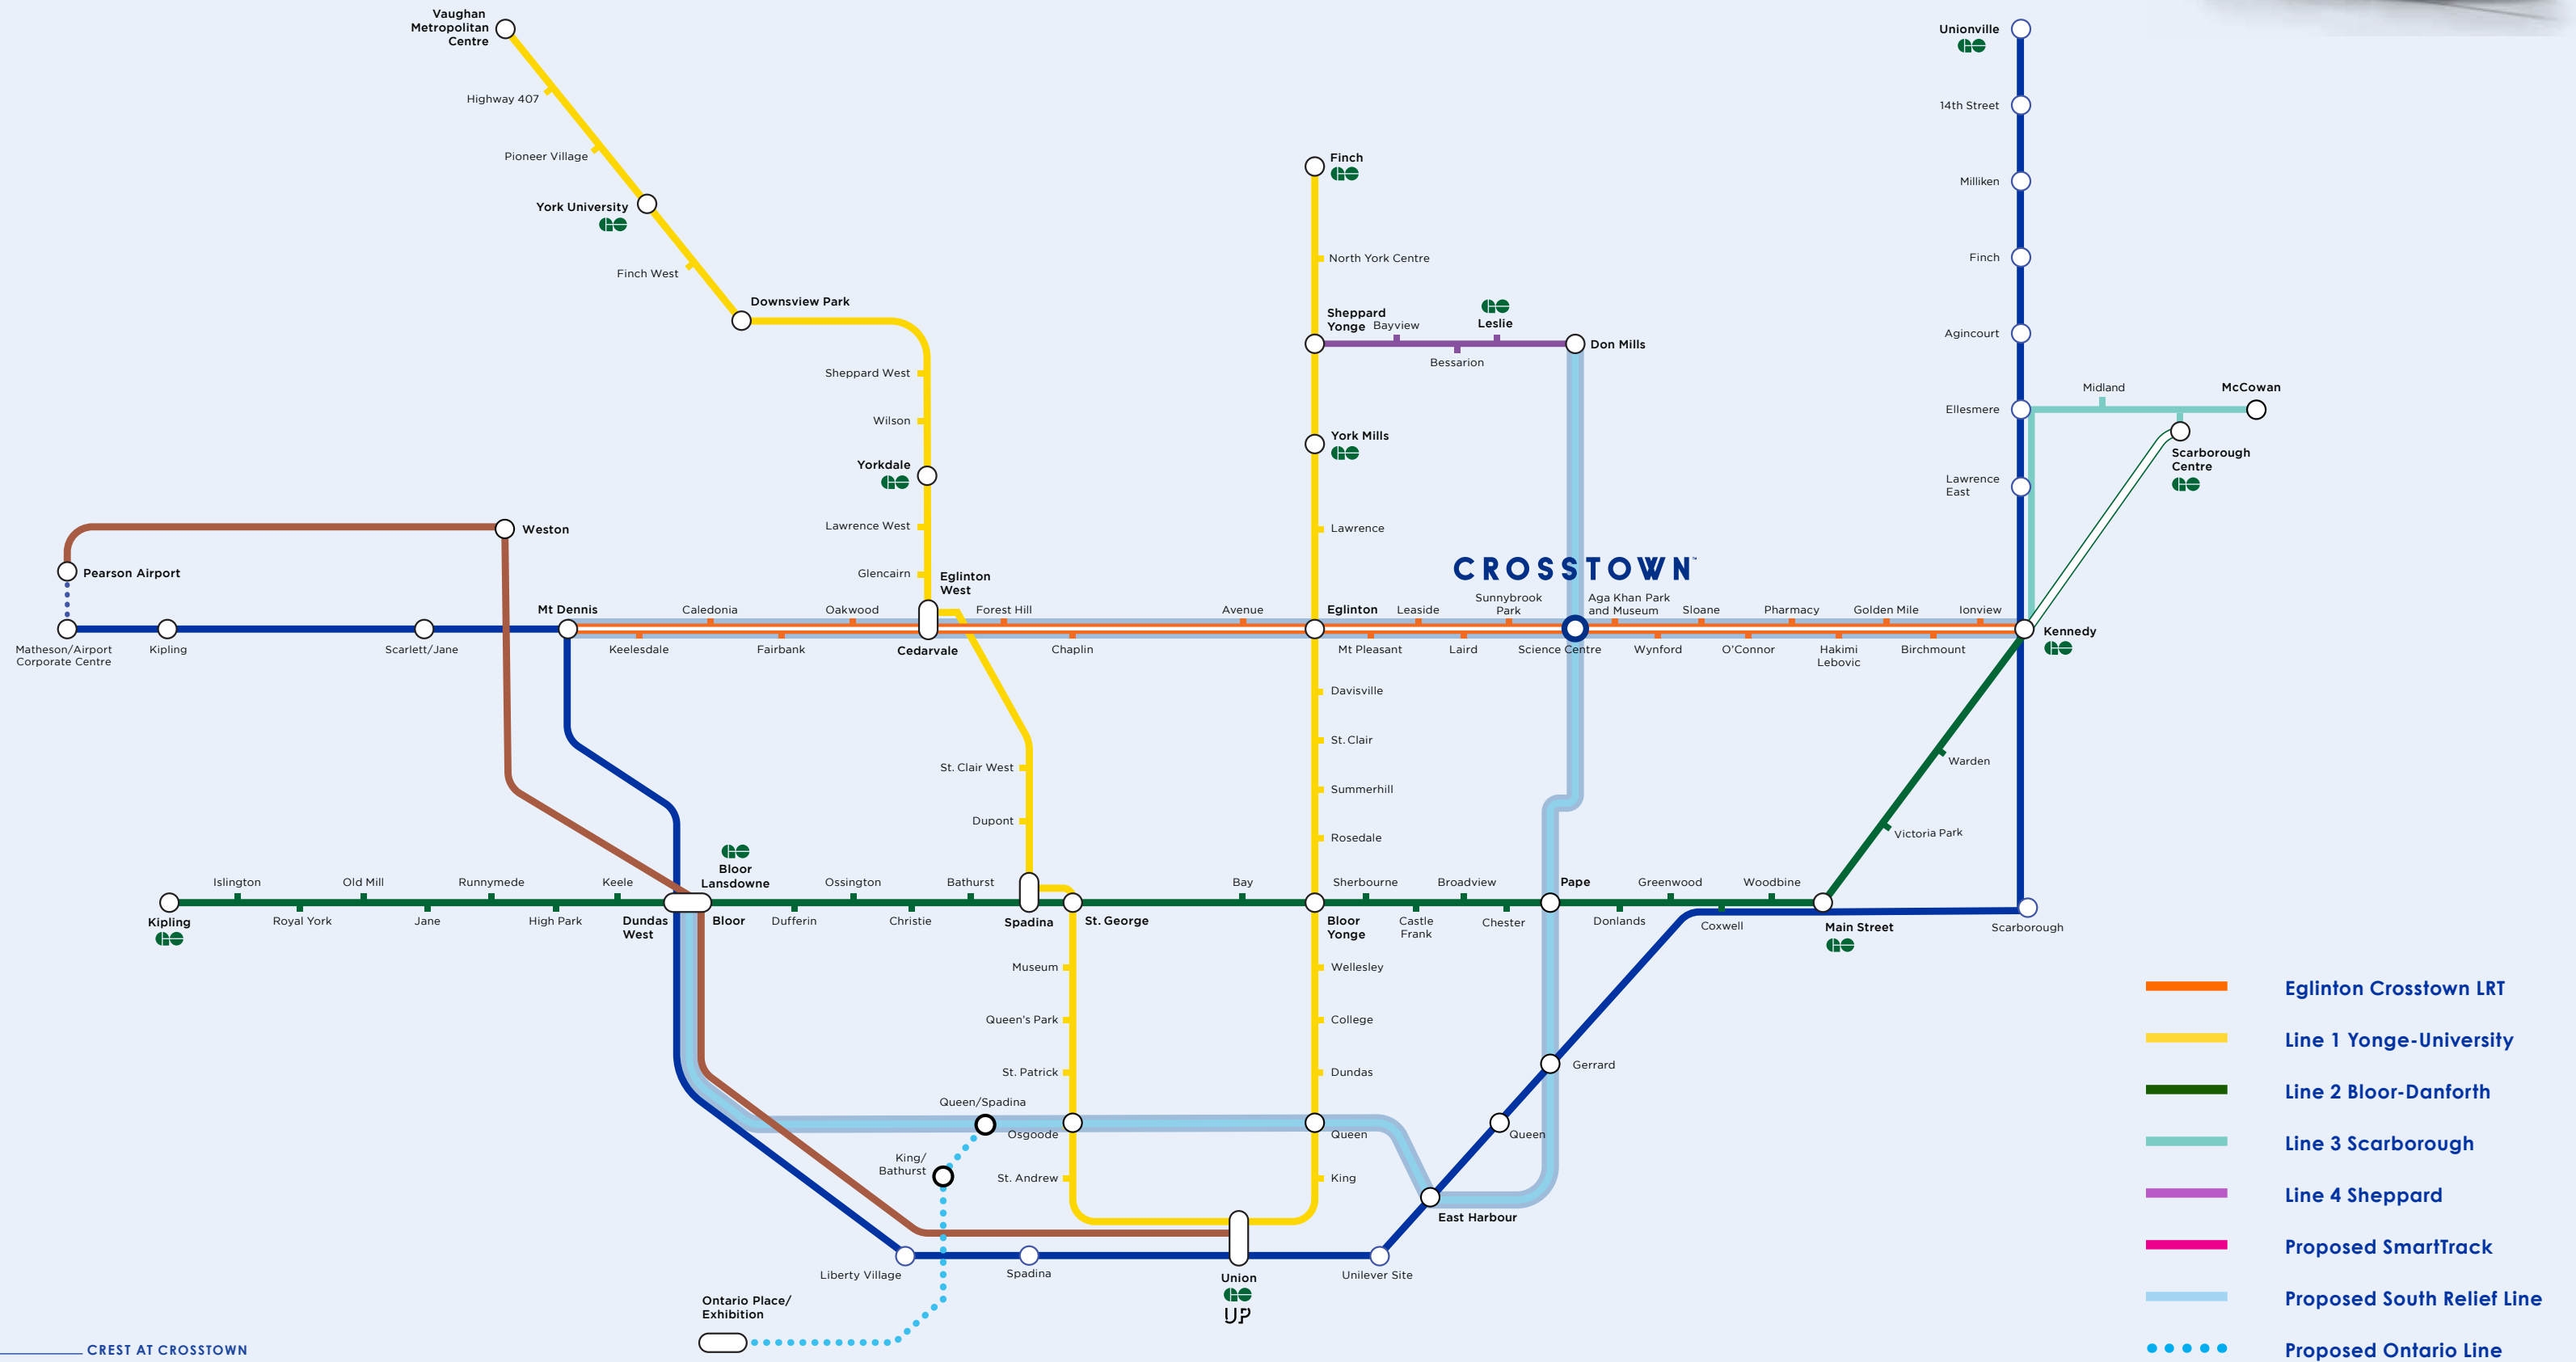 Vaughan
Metropolitan
Centre
Highway 407
Pioneer Village
York University
Finch West
Downsview Park
Sheppard West
Wilson
Yorkdale
Lawrence West
Glencairn
Eglinton
West
Cedarvale
St. Clair West
Dupont
Spadina
St. George
Museum
Queen's Park
St. Patrick
Osgoode
St. Andrew
Union
UP
Finch
North York Centre
Sheppard
Yonge
Bayview
Bessarion
Leslie
Don Mills
York Mills
Lawrence
Eglinton
Davisville
St. Clair
Summerhill
Rosedale
Bloor
Yonge
Wellesley
College
Dundas
Queen
King
Unionville
14th Street
Milliken
Finch
Agincourt
Ellesmere
Lawrence
East
Midland
McCowan
Scarborough
Centre
Kennedy
Warden
Victoria Park
Scarborough
Weston
Pearson Airport
Matheson/Airport
Corporate Centre
Kipling
Scarlett/Jane
Mt Dennis
Keelesdale
Caledonia
Fairbank
Oakwood
Forest Hill
Chaplin
Avenue
Mt Pleasant
Leaside
Laird
Sunnybrook
Park
CROSSTOWN™
Science Centre
Aga Khan Park
and Museum
Wynford
Sloane
O'Connor
Pharmacy
Hakimi
Lebovic
Golden Mile
Birchmount
Ionview
Kipling
Islington
Royal York
Old Mill
Jane
Runnymede
High Park
Keele
Dundas
West
Bloor
Lansdowne
Bloor
Dufferin
Ossington
Christie
Bathurst
Bay
Sherbourne
Castle
Frank
Broadview
Chester
Pape
Donlands
Greenwood
Coxwell
Woodbine
Main Street
Gerrard
Queen
East Harbour
Unilever Site
Queen/Spadina
King/
Bathurst
Liberty Village
Spadina
Ontario Place/
Exhibition
Eglinton Crosstown LRT
Line 1 Yonge-University
Line 2 Bloor-Danforth
Line 3 Scarborough
Line 4 Sheppard
Proposed SmartTrack
Proposed South Relief Line
Proposed Ontario Line
CREST AT CROSSTOWN